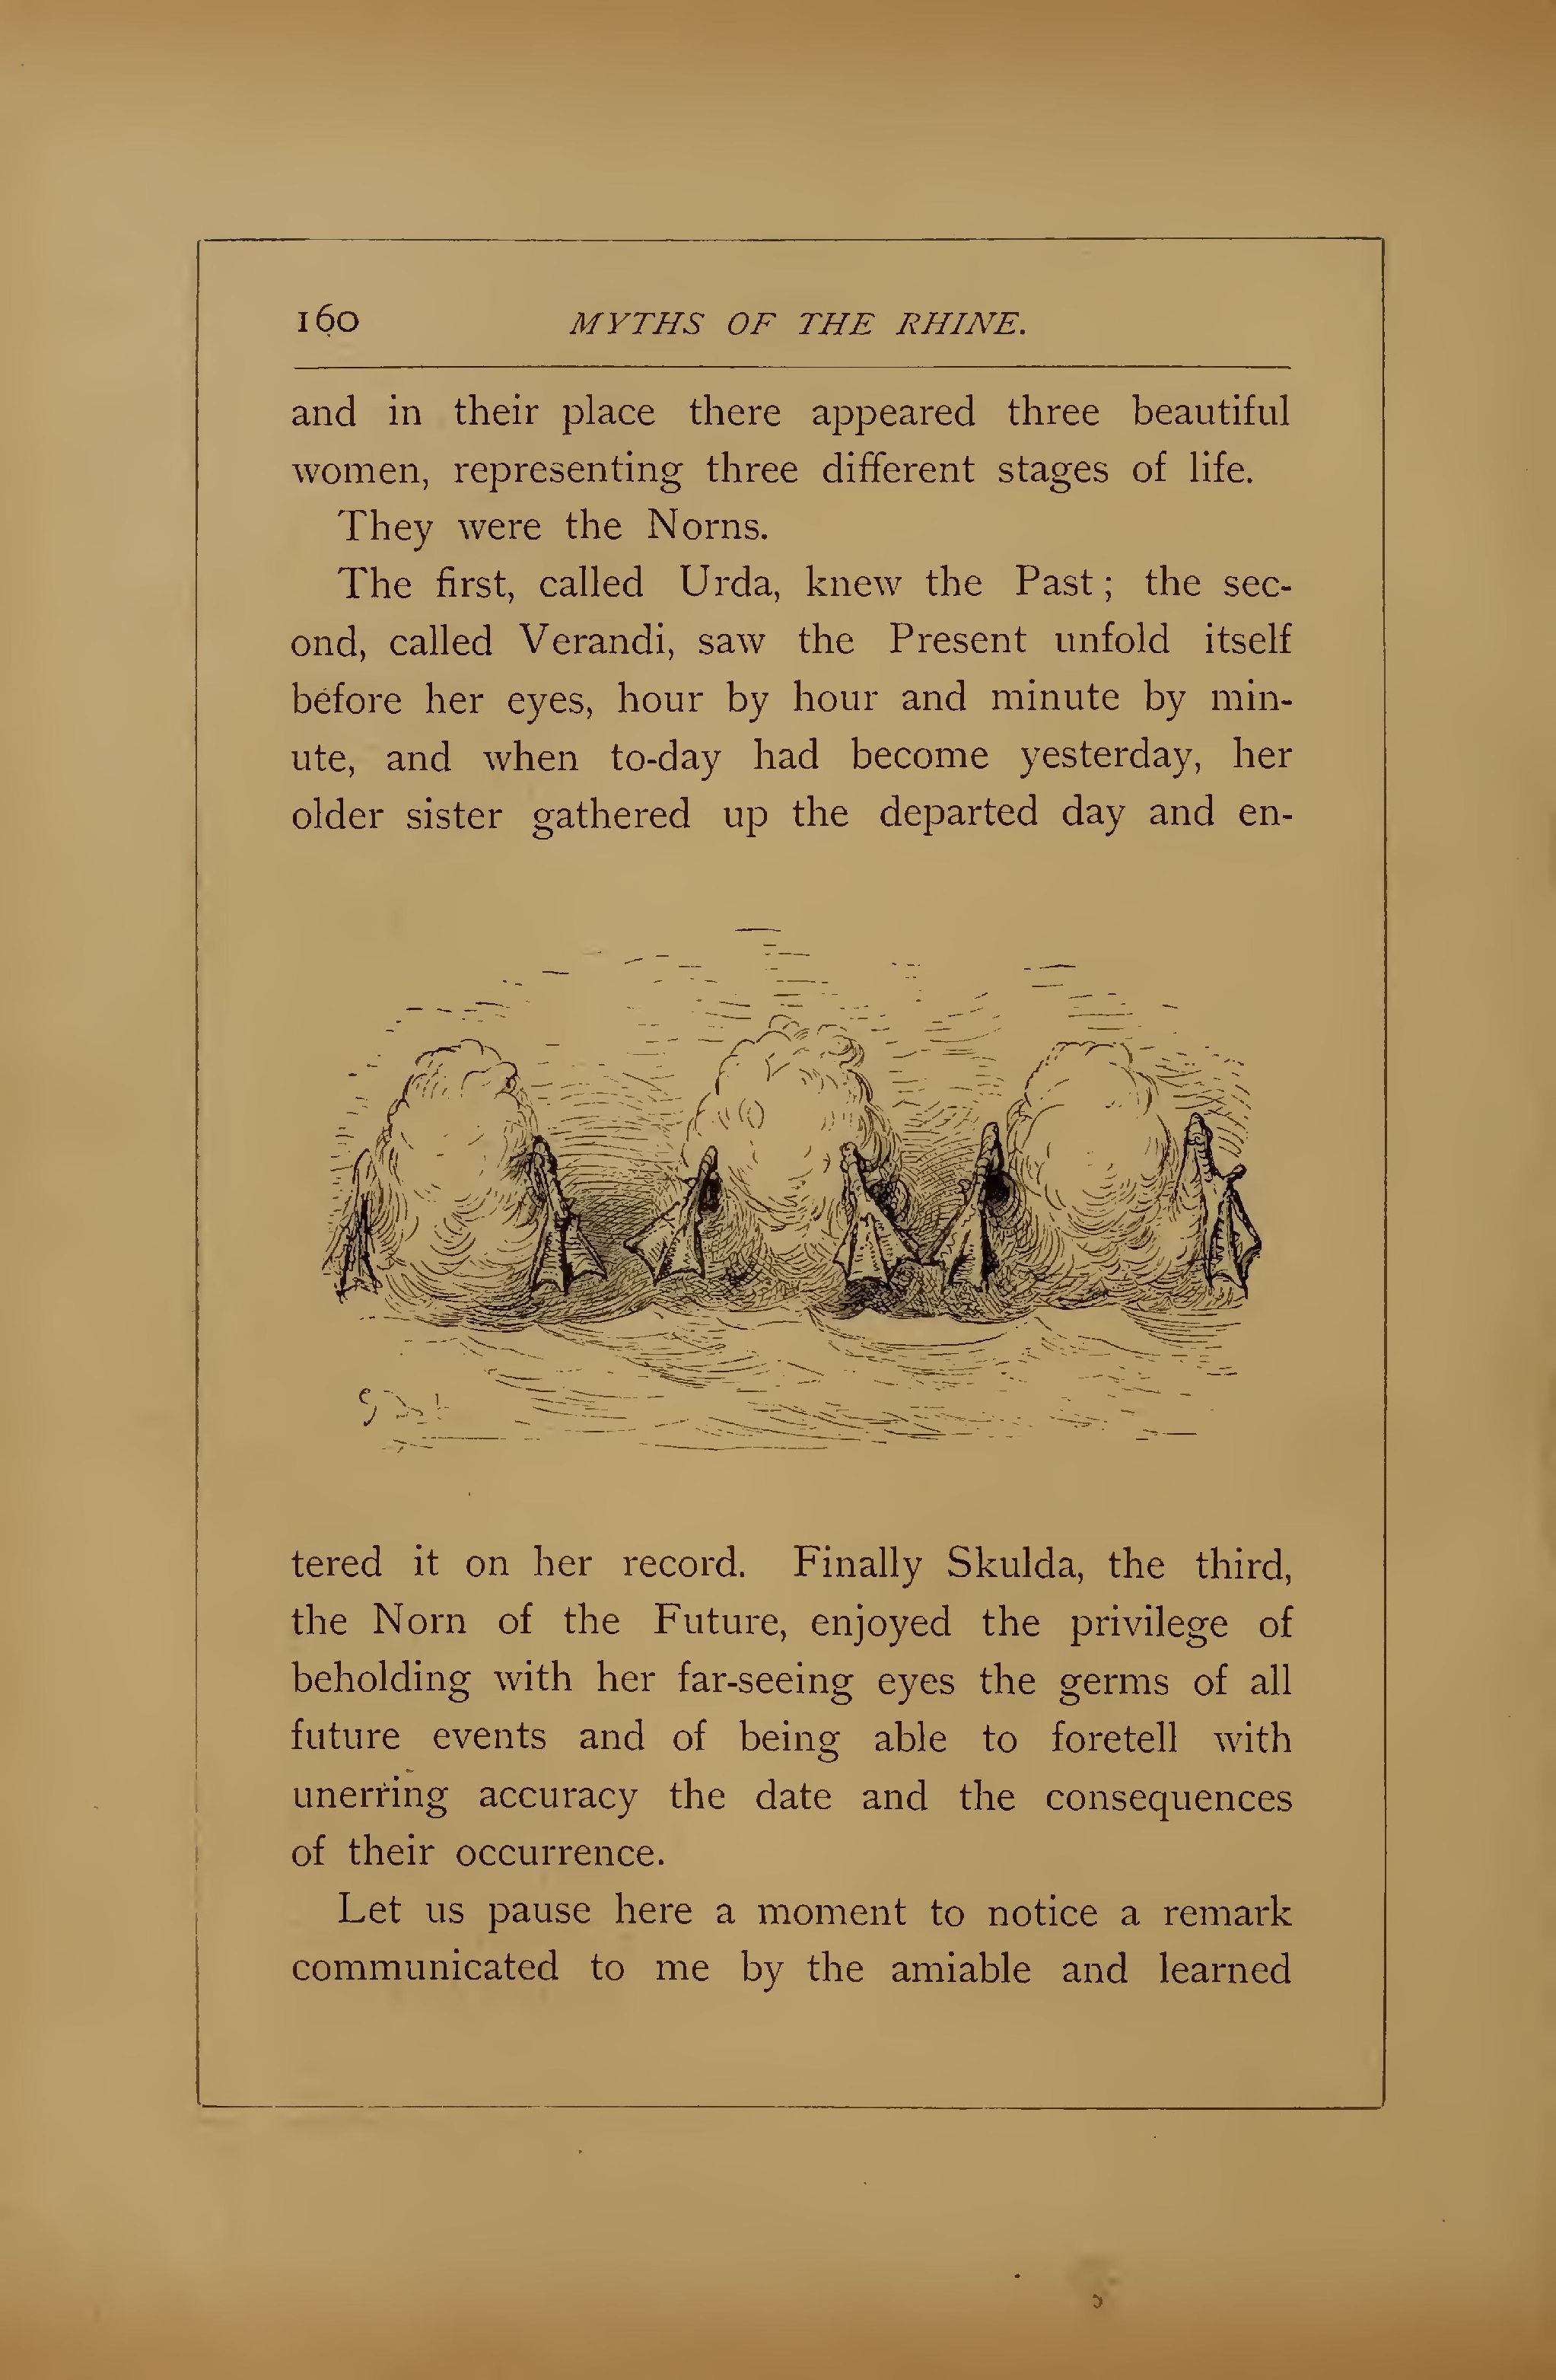 160 MYTHS OF THE RHINE.
and in their place there appeared three beautiful
women, representing three different stages of life.
They were the Norns.
The first, called Urda, knew the Past; the sec-
ond, called Verandi, saw the Present unfold itself
before her eyes, hour by hour and minute by min-
ute, and when to-day had become yesterday, her
older sister gathered up the departed day and en-
tered it on her record. Finally Skulda, the third,
the Norn of the Future, enjoyed the privilege of
beholding with her far-seeing eyes the germs of all
future events and of being able to foretell with
unerring accuracy the date and the consequences
of their occurrence.
Let us pause here a moment to notice a remark
communicated to me by the amiable and learned